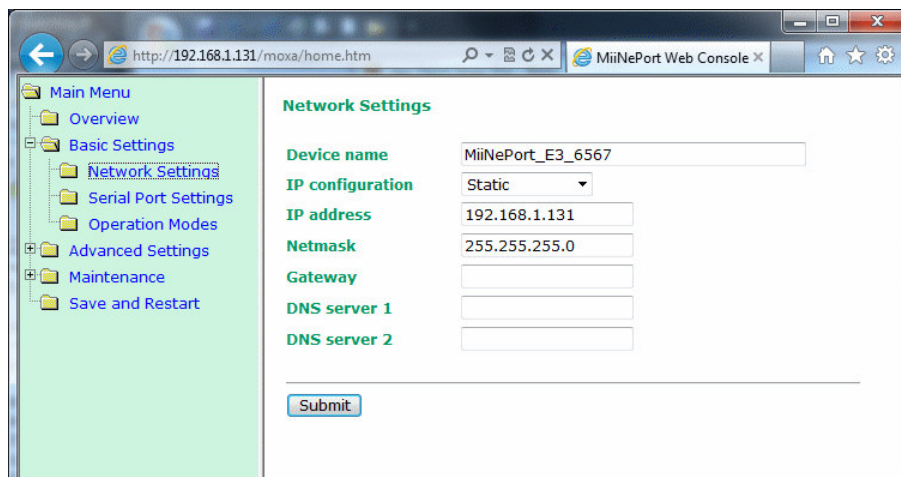 http://192.168.1.131/moxa/home.htm
MiiNePort Web Console
Main Menu
Overview
Basic Settings
Network Settings
Serial Port Settings
Operation Modes
Advanced Settings
Maintenance
Save and Restart
Network Settings
Device name MiiNePort_E3_6567
IP configuration Static
IP address 192.168.1.131
Netmask 255.255.255.0
Gateway
DNS server 1
DNS server 2
Submit